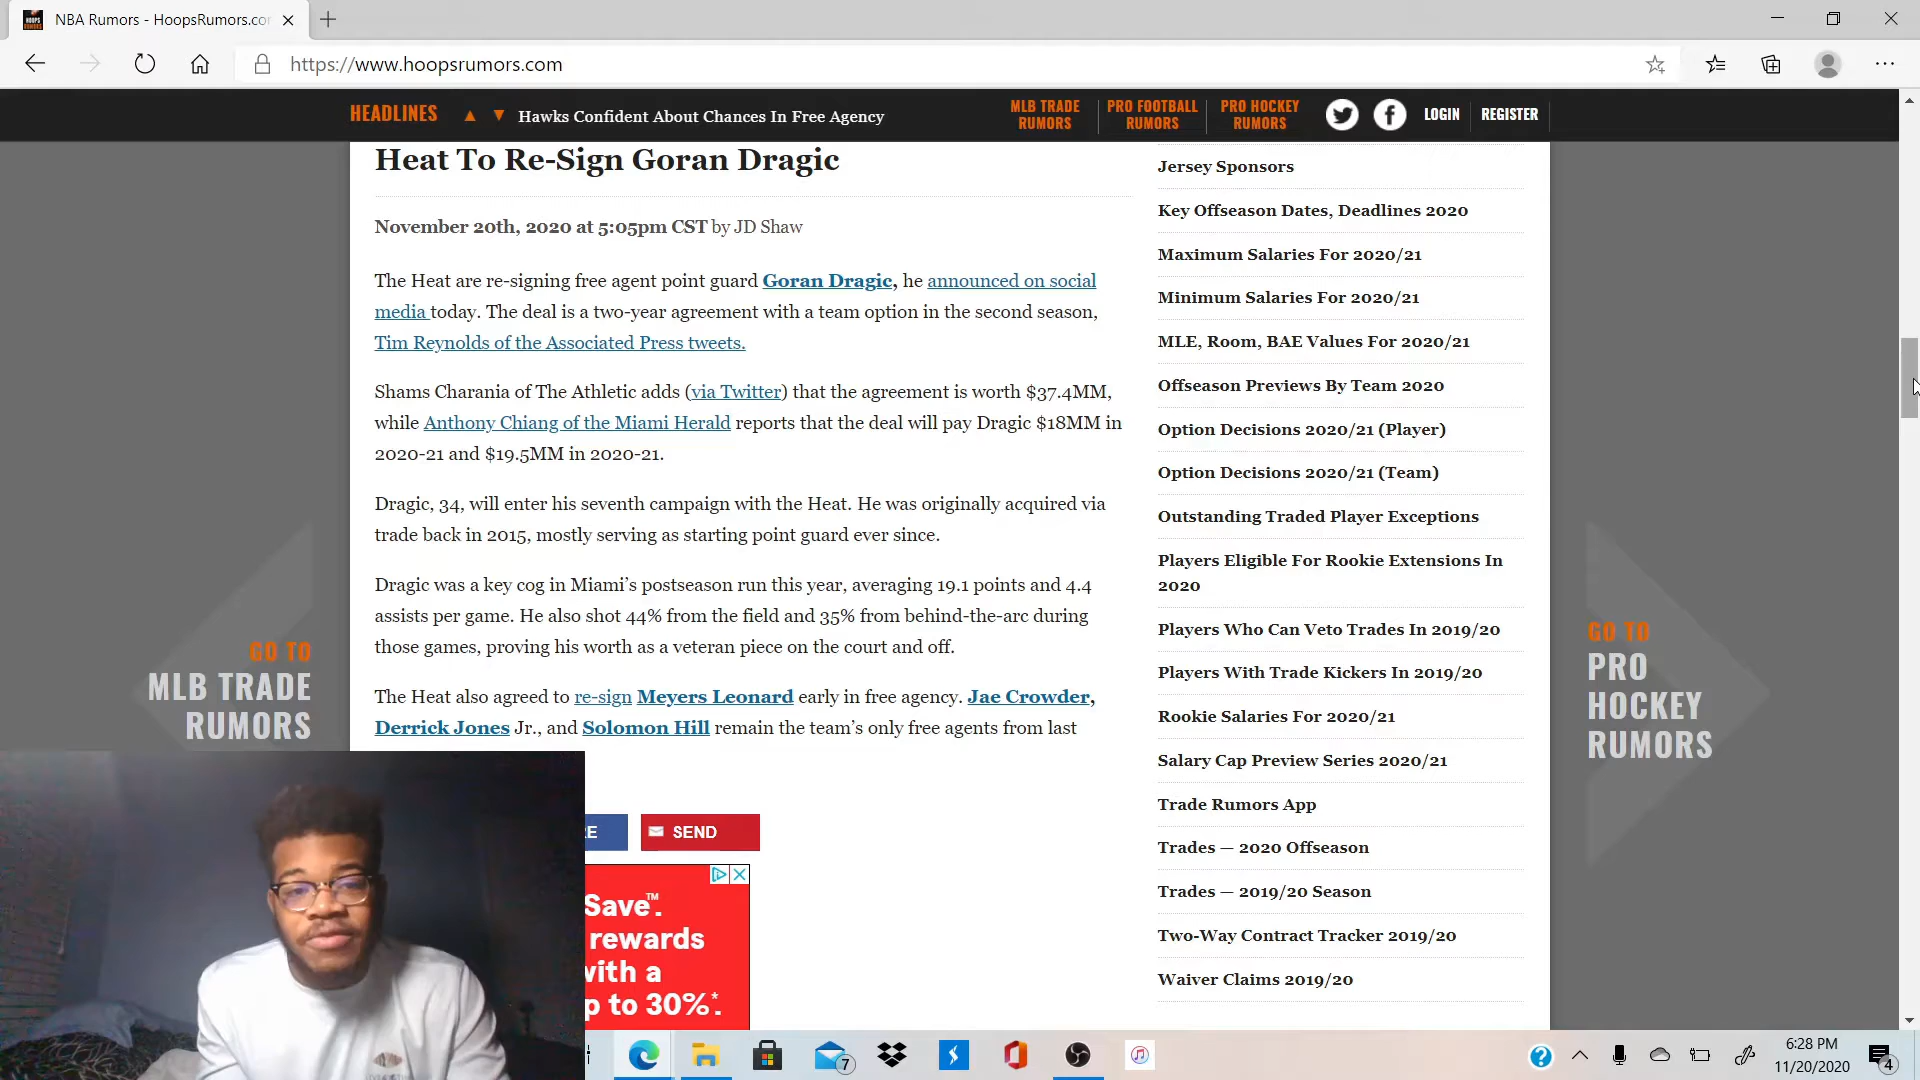 NBA Rumors - HoopsRumors.co
https://www.hoopsrumors.com
HEADLINES ▲ ▼ Hawks Confident About Chances In Free Agency
MLB TRADE
RUMORS
PRO FOOTBALL
RUMORS
PRO HOCKEY
RUMORS
LOGIN
REGISTER
Heat To Re-Sign Goran Dragic
November 20th, 2020 at 5:05pm CST by JD Shaw
The Heat are re-signing free agent point guard Goran Dragic, he announced on social
media today. The deal is a two-year agreement with a team option in the second season,
Tim Reynolds of the Associated Press tweets.
Shams Charania of The Athletic adds (via Twitter) that the agreement is worth $37.4MM,
while Anthony Chiang of the Miami Herald reports that the deal will pay Dragic $18MM in
2020-21 and $19.5MM in 2020-21.
Dragic, 34, will enter his seventh campaign with the Heat. He was originally acquired via
trade back in 2015, mostly serving as starting point guard ever since.
Dragic was a key cog in Miami's postseason run this year, averaging 19.1 points and 4.4
assists per game. He also shot 44% from the field and 35% from behind-the-arc during
those games, proving his worth as a veteran piece on the court and off.
The Heat also agreed to re-sign Meyers Leonard early in free agency. Jae Crowder,
Derrick Jones Jr., and Solomon Hill remain the team's only free agents from last
SEND
Save™.
rewards
with a
up to 30%*.
Jersey Sponsors
Key Offseason Dates, Deadlines 2020
Maximum Salaries For 2020/21
Minimum Salaries For 2020/21
MLE, Room, BAE Values For 2020/21
Offseason Previews By Team 2020
Option Decisions 2020/21 (Player)
Option Decisions 2020/21 (Team)
Outstanding Traded Player Exceptions
Players Eligible For Rookie Extensions In
2020
Players Who Can Veto Trades In 2019/20
Players With Trade Kickers In 2019/20
Rookie Salaries For 2020/21
Salary Cap Preview Series 2020/21
Trade Rumors App
Trades — 2020 Offseason
Trades — 2019/20 Season
Two-Way Contract Tracker 2019/20
Waiver Claims 2019/20
GO TO
MLB TRADE
RUMORS
GO TO
PRO
HOCKEY
RUMORS
7
6:28 PM
11/20/2020
4